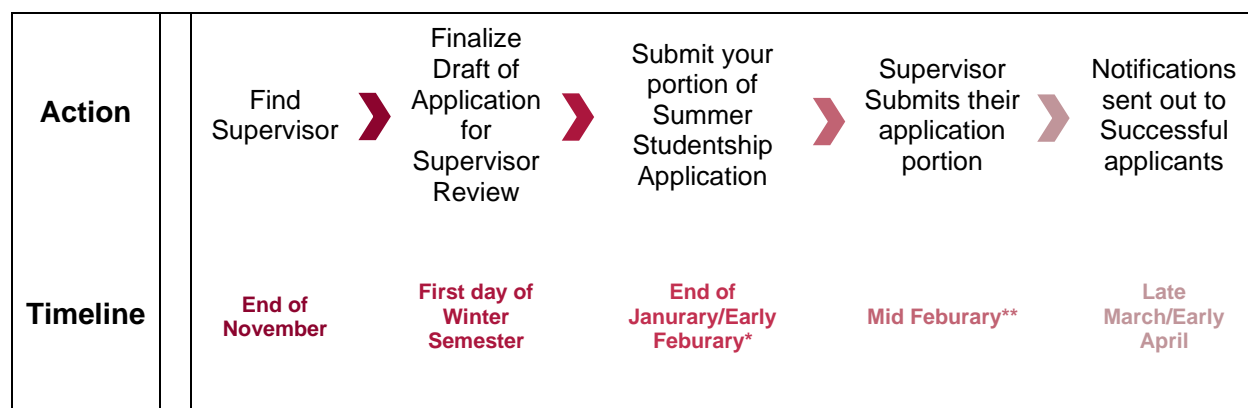 Action
Find
Supervisor
Finalize
Draft of
Application
for
Supervisor
Review
Submit your
portion of
Summer
Studentship
Application
Supervisor
Submits their
application
portion
Notifications
sent out to
Successful
applicants
Timeline
End of
November
First day of
Winter
Semester
End of
Janurary/Early
Feburary*
Mid Feburary**
Late
March/Early
April